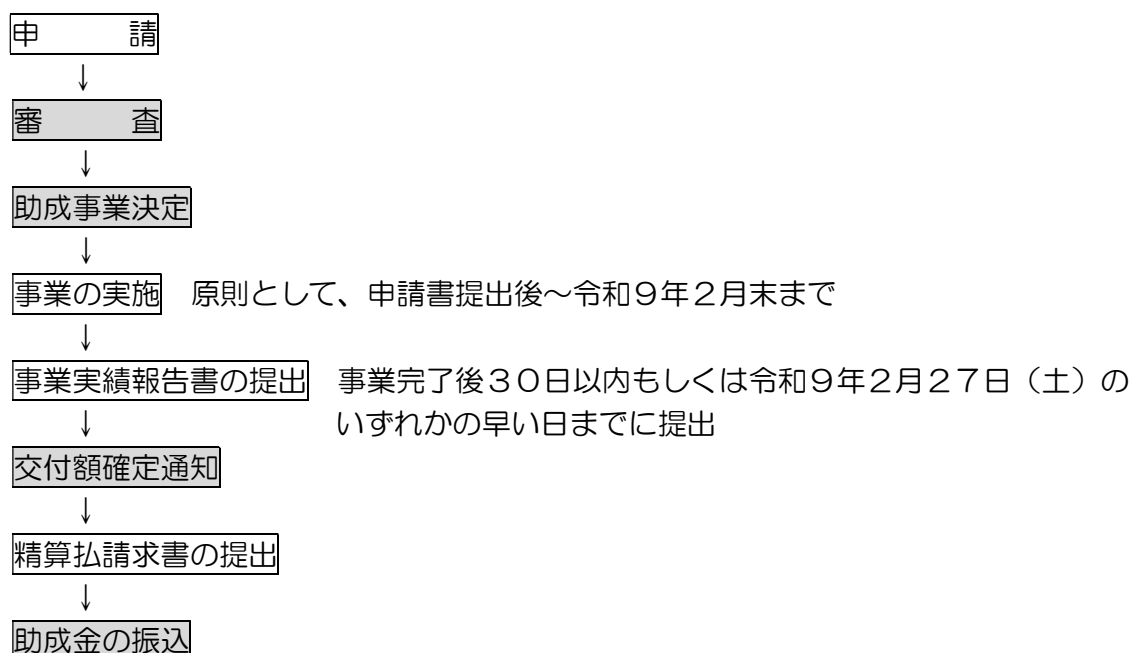 申　　　請
↓
審　　　査
↓
助成事業決定
↓
事業の実施　原則として、申請書提出後～令和９年２月末まで
↓
事業実績報告書の提出　事業完了後３０日以内もしくは令和９年２月２７日（土）の
↓　いずれかの早い日までに提出
交付額確定通知
↓
精算払請求書の提出
↓
助成金の振込